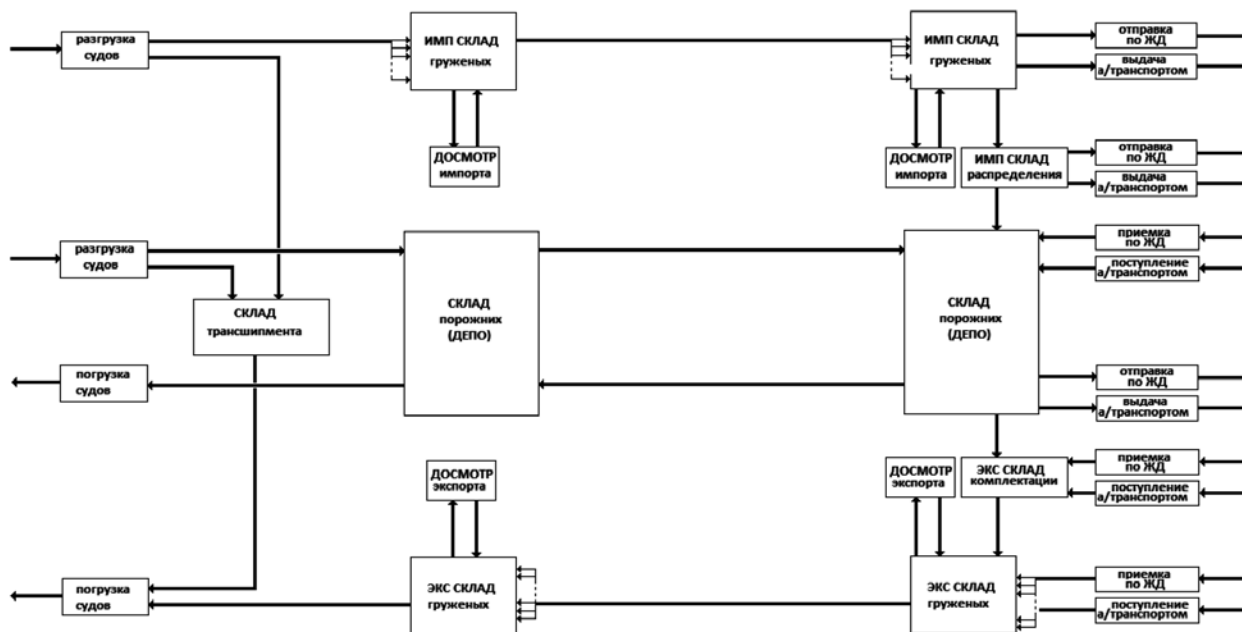 разгрузка
судов
ИМП СКЛАД
груженых
ИМП СКЛАД
груженых
отправка
по ЖД
выдача
а/транспортом
ДОСМОТР
импорта
ДОСМОТР
импорта
ИМП СКЛАД
распределения
отправка
по ЖД
выдача
а/транспортом
разгрузка
судов
СКЛАД
трансшипмента
СКЛАД
порожних
(ДЕПО)
СКЛАД
порожних
(ДЕПО)
приемка
по ЖД
поступление
а/транспортом
погрузка
судов
отправка
по ЖД
выдача
а/транспортом
ДОСМОТР
экспорта
ДОСМОТР
экспорта
ЭКС СКЛАД
комплектации
приемка
по ЖД
поступление
а/транспортом
погрузка
судов
ЭКС СКЛАД
груженых
ЭКС СКЛАД
груженых
приемка
по ЖД
поступление
а/транспортом